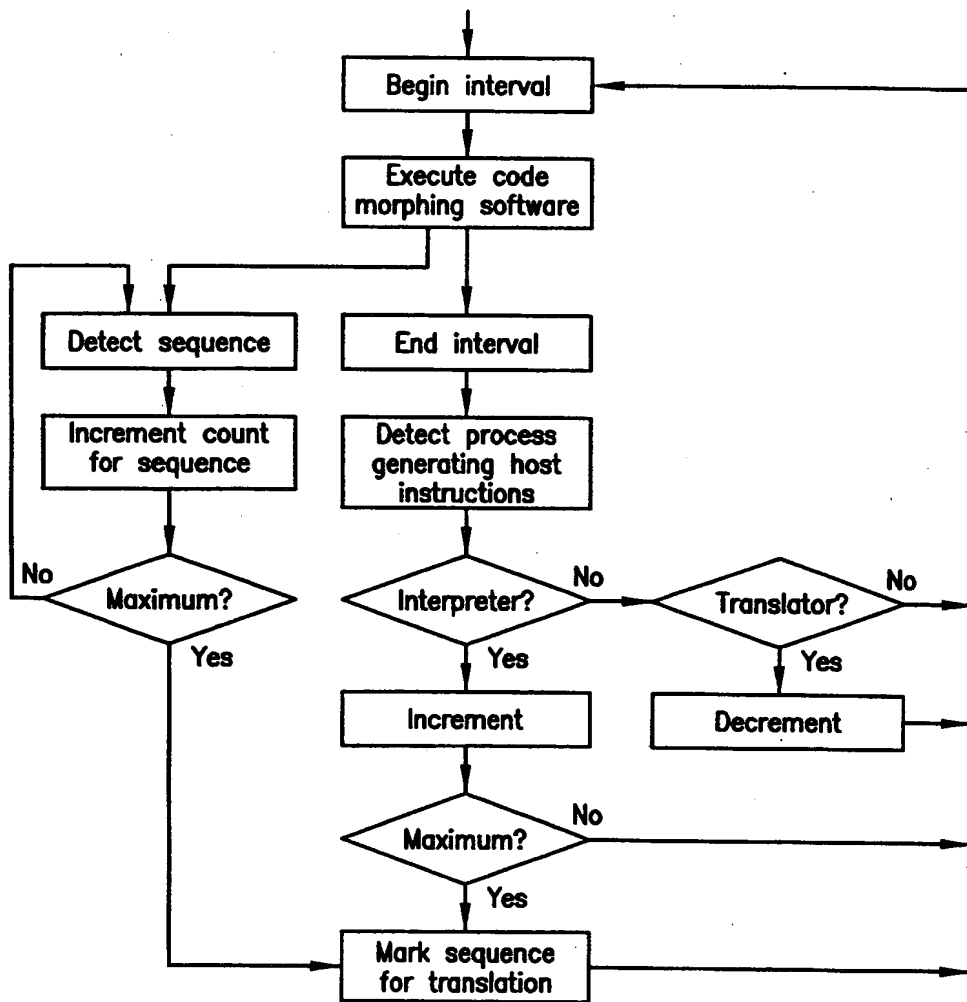 Begin interval
Execute code
morphing software
Detect sequence
End interval
Increment count
for sequence
Detect process
generating host
instructions
No
Maximum?
Yes
Interpreter?
No
Yes
Translator?
No
Yes
Increment
Decrement
Maximum?
No
Yes
Mark sequence
for translation